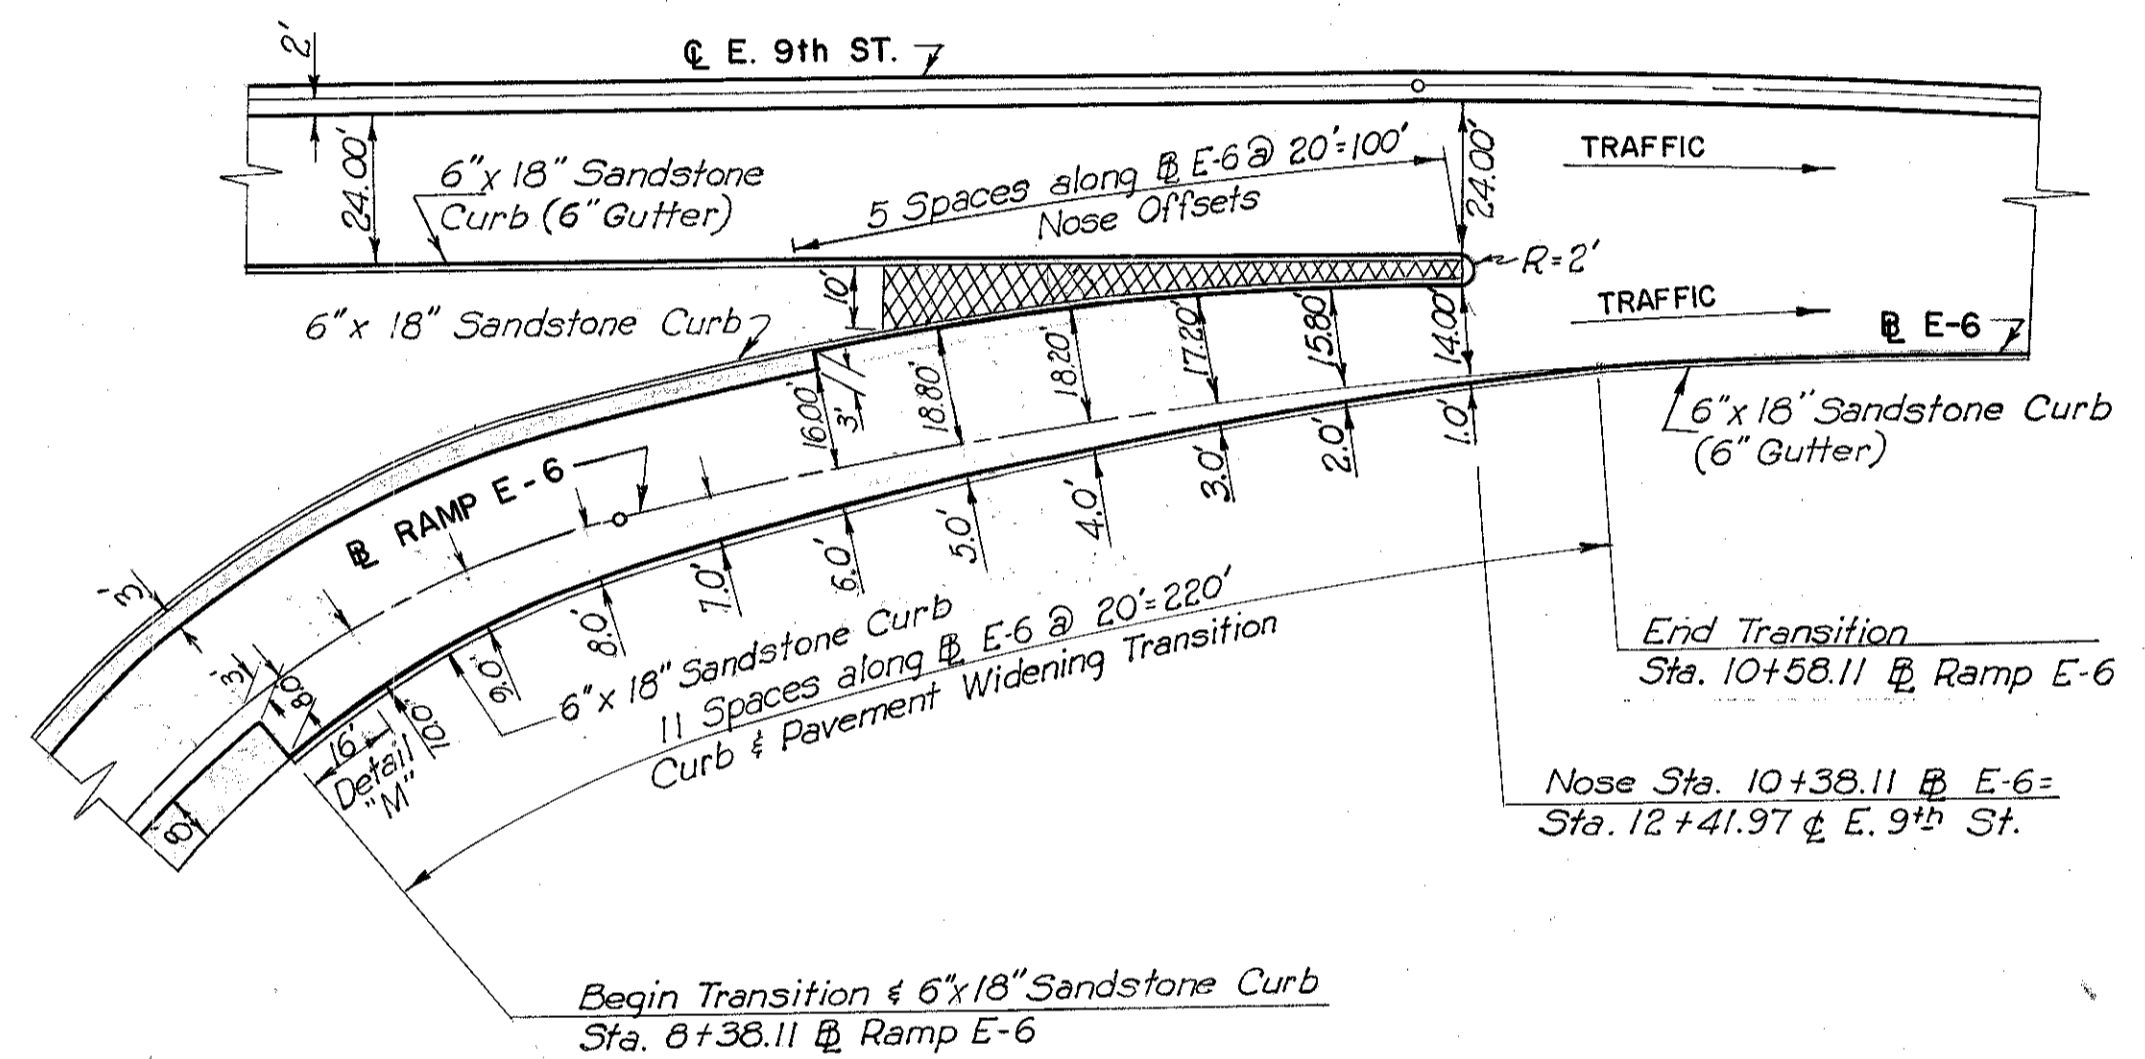 2'
℄ E. 9th ST.
24.00'
6"x 18" Sandstone
Curb (6" Gutter)
5 Spaces along ⅊ E-6 @ 20'=100'
Nose Offsets
24.00'
TRAFFIC
R=2'
10'
6"x 18" Sandstone Curb
TRAFFIC
⅊ E-6
16.00'
3'
18.80'
18.20'
17.20'
15.80'
14.00'
6"x 18" Sandstone Curb
(6" Gutter)
⅊ RAMP E-6
3'
3'
8.0'
16'
Detail
"M"
8'
10.0'
9.0'
8.0'
7.0'
6.0'
5.0'
4.0'
3.0'
2.0'
1.0'
6"x 18" Sandstone Curb
11 Spaces along ⅊ E-6 @ 20'=220'
Curb & Pavement Widening Transition
End Transition
Sta. 10+58.11 ⅊ Ramp E-6
Nose Sta. 10+38.11 ⅊ E-6=
Sta. 12+41.97 ℄ E. 9th St.
Begin Transition & 6"x18" Sandstone Curb
Sta. 8+38.11 ⅊ Ramp E-6